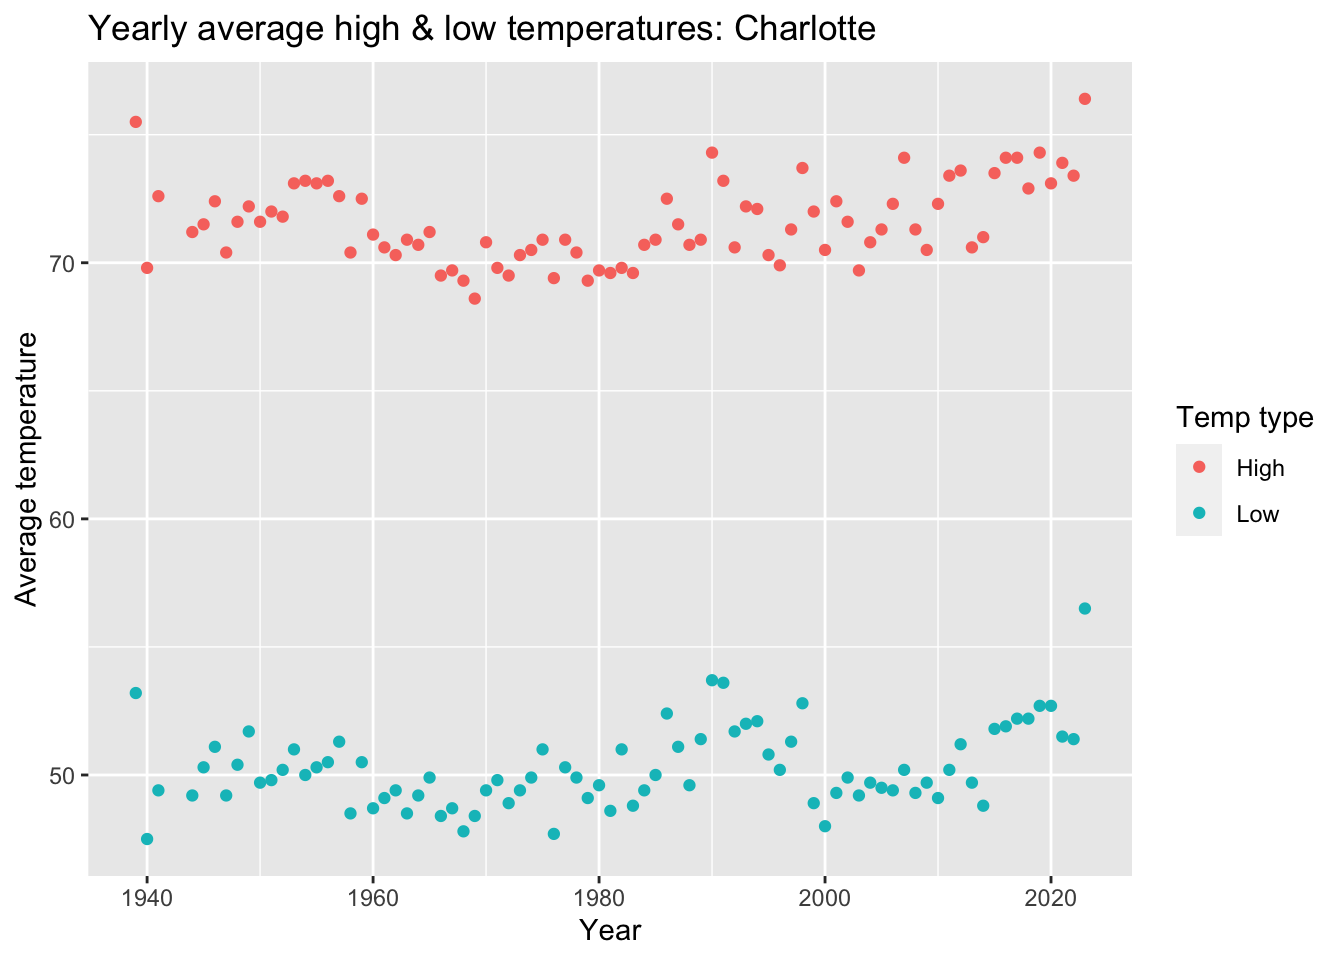 Yearly average high & low temperatures: Charlotte
Average temperature
70
60
50
1940
1960
1980
2000
2020
Year
Temp type
High
Low